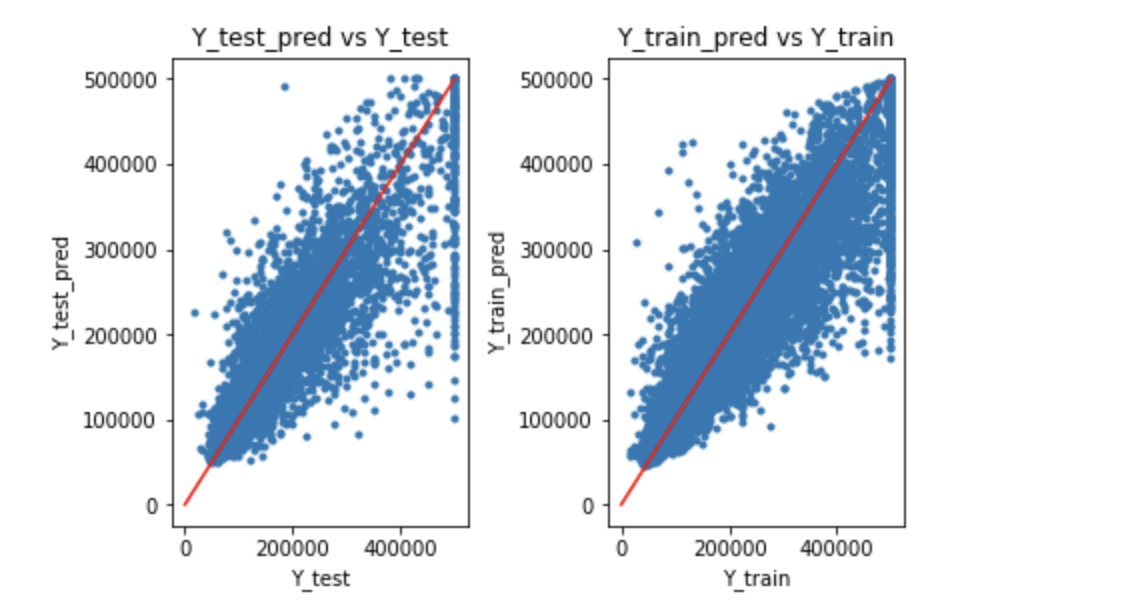 Y_test_pred vs Y_test
500000
400000
300000
200000
100000
0
Y_test_pred
0 200000 400000
Y_test
Y_train_pred vs Y_train
500000
400000
300000
200000
100000
0
Y_train_pred
0 200000 400000
Y_train